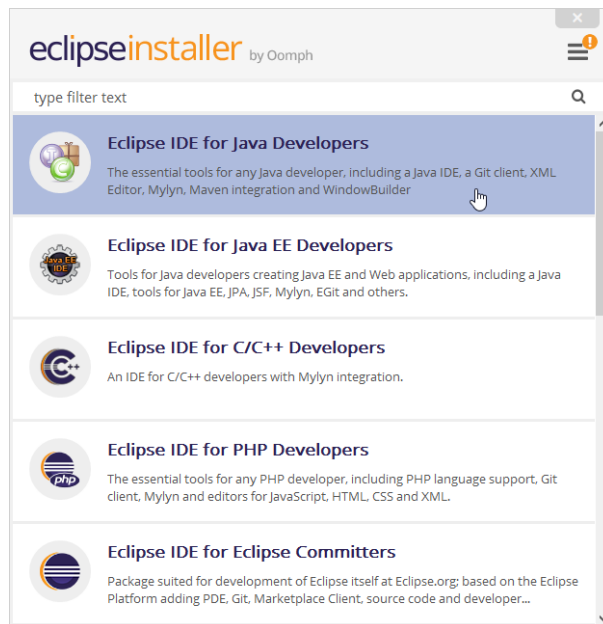 eclipseinstaller by Oomph
type filter text
Eclipse IDE for Java Developers
The essential tools for any Java developer, including a Java IDE, a Git client, XML
Editor, Mylyn, Maven integration and WindowBuilder
Java EE
IDE
Eclipse IDE for Java EE Developers
Tools for Java developers creating Java EE and Web applications, including a Java
IDE, tools for Java EE, JPA, JSF, Mylyn, EGit and others.
C++
Eclipse IDE for C/C++ Developers
An IDE for C/C++ developers with Mylyn integration.
php
Eclipse IDE for PHP Developers
The essential tools for any PHP developer, including PHP language support, Git
client, Mylyn and editors for JavaScript, HTML, CSS and XML.
Eclipse IDE for Eclipse Committers
Package suited for development of Eclipse itself at Eclipse.org; based on the Eclipse
Platform adding PDE, Git, Marketplace Client, source code and developer...